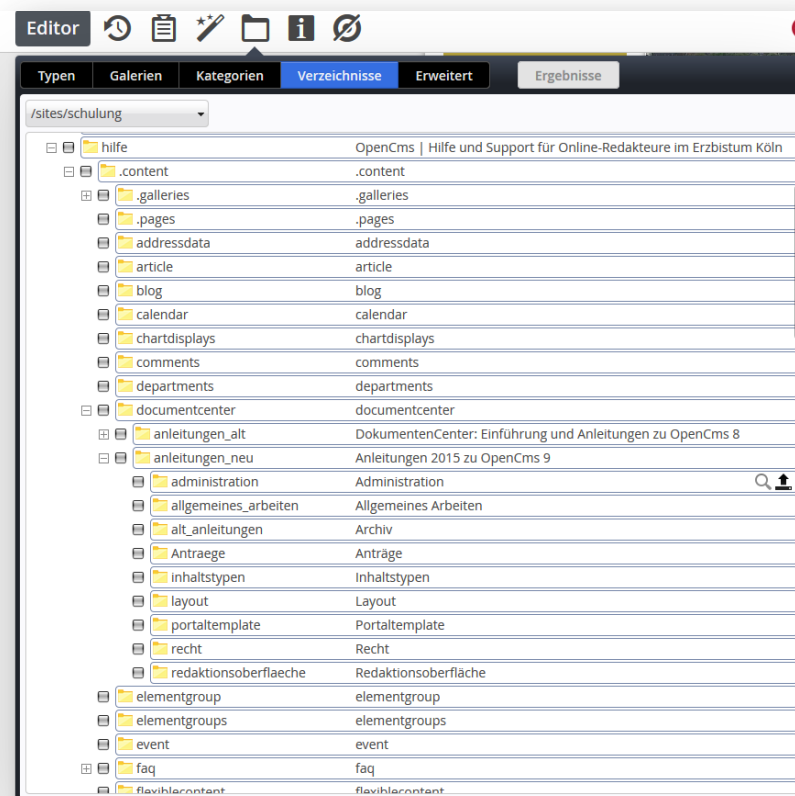 Editor
Typen Galerien Kategorien Verzeichnisse Erweitert Ergebnisse
/sites/schulung
hilfe OpenCms | Hilfe und Support für Online-Redakteure im Erzbistum Köln
.content .content
.galleries .galleries
.pages .pages
addressdata addressdata
article article
blog blog
calendar calendar
chartdisplays chartdisplays
comments comments
departments departments
documentcenter documentcenter
anleitungen_alt DokumentenCenter: Einführung und Anleitungen zu OpenCms 8
anleitungen_neu Anleitungen 2015 zu OpenCms 9
administration Administration
allgemeines_arbeiten Allgemeines Arbeiten
alt_anleitungen Archiv
Antraege Anträge
inhaltstypen Inhaltstypen
layout Layout
portaltemplate Portaltemplate
recht Recht
redaktionsoberflaeche Redaktionsoberfläche
elementgroup elementgroup
elementgroups elementgroups
event event
faq faq
flexiblecontent flexiblecontent